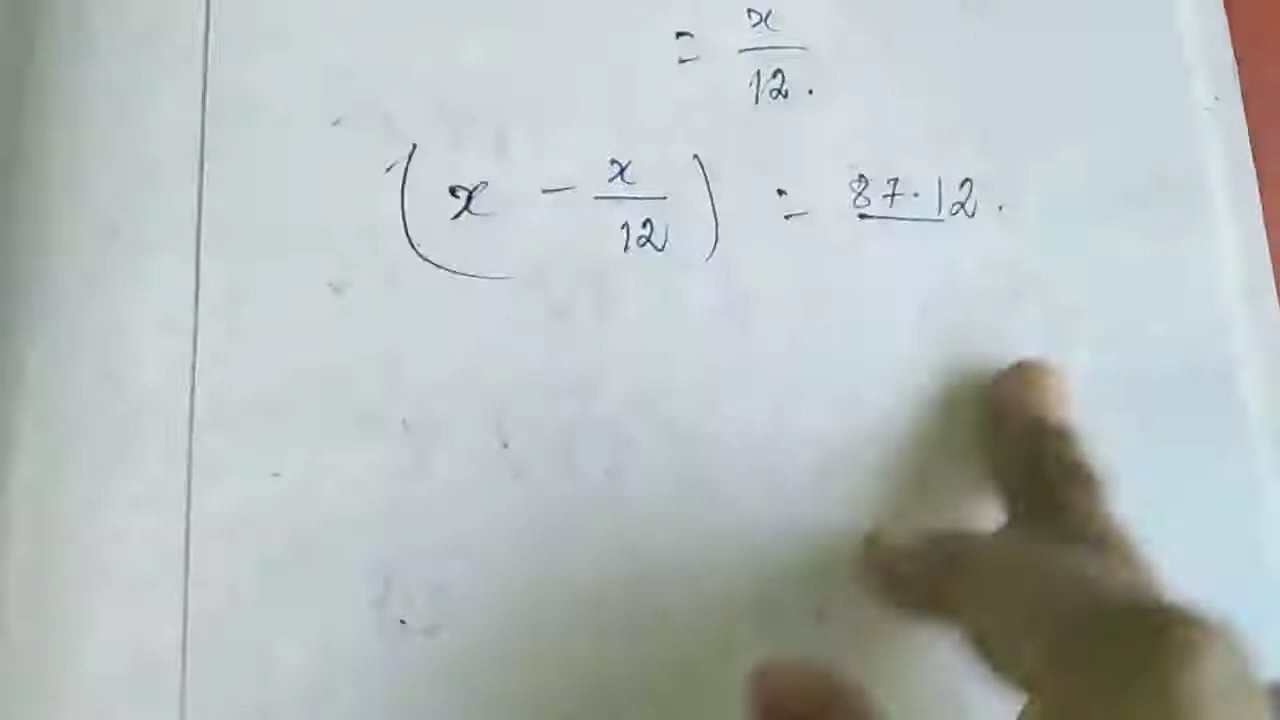 = x/12.
(x - x/12) = 87.12.